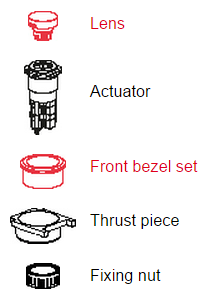 Lens
Actuator
Front bezel set
Thrust piece
Fixing nut